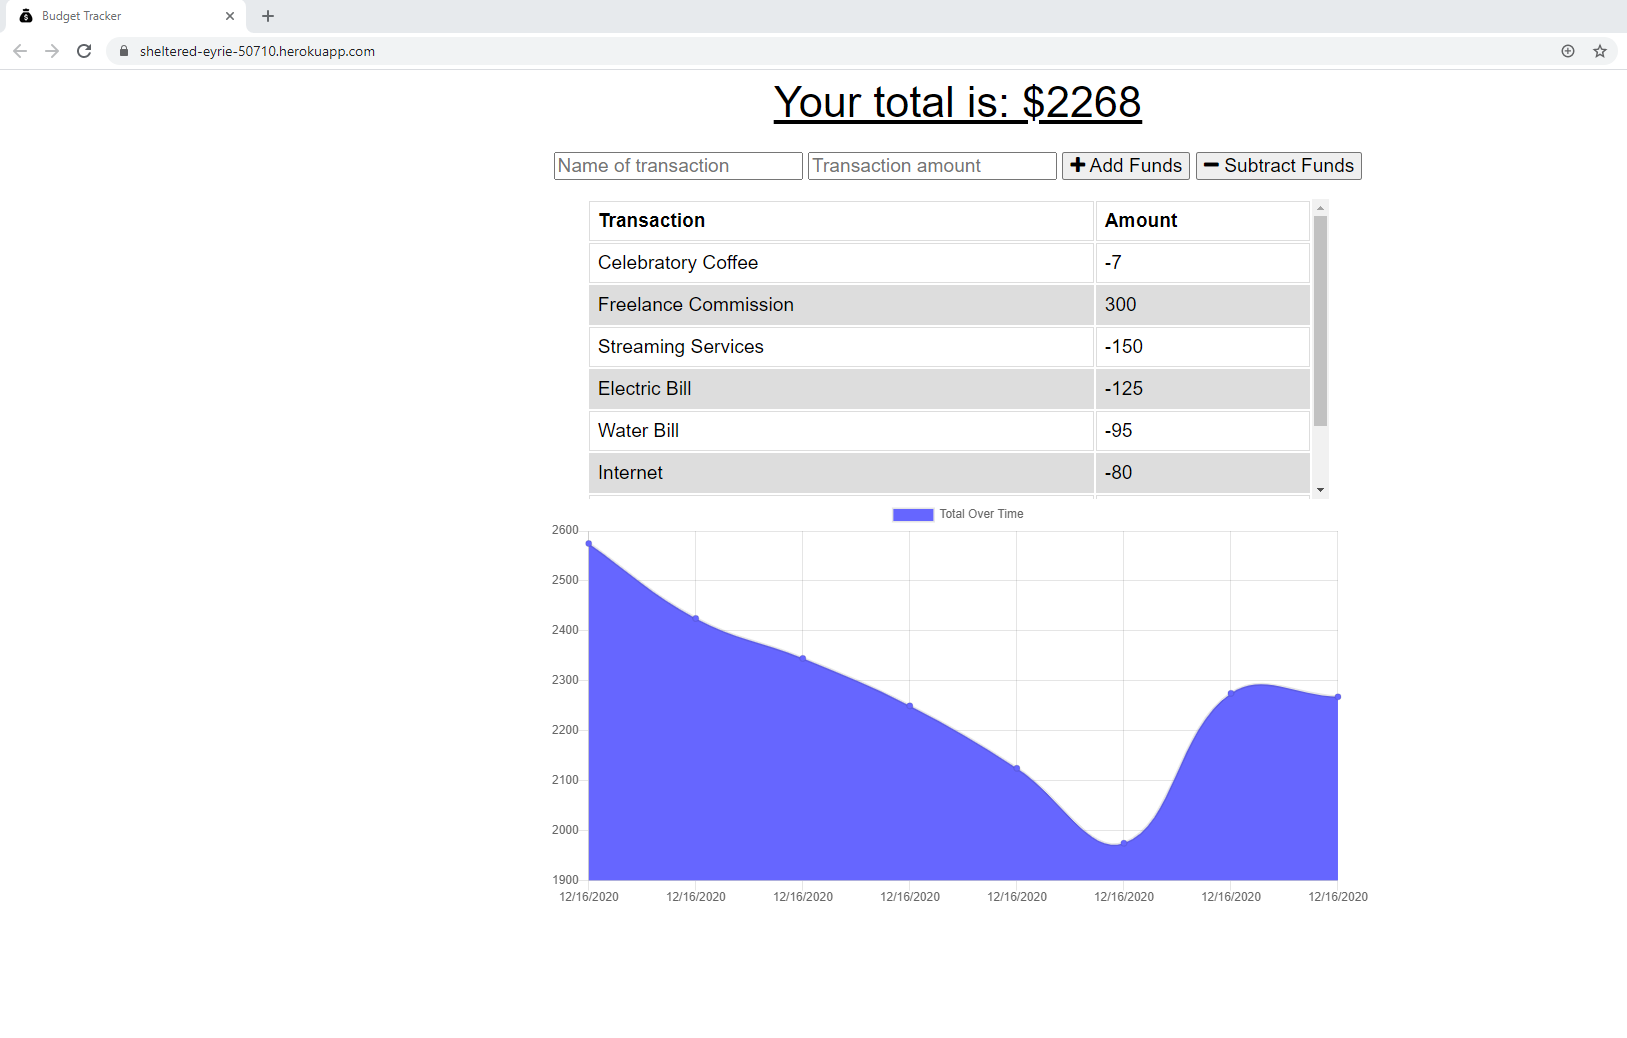 Budget Tracker
sheltered-eyrie-50710.herokuapp.com
Your total is: $2268
Name of transaction Transaction amount Add Funds Subtract Funds
Transaction Amount
Celebratory Coffee -7
Freelance Commission 300
Streaming Services -150
Electric Bill -125
Water Bill -95
Internet -80
Total Over Time
2600
2500
2400
2300
2200
2100
2000
1900
12/16/2020 12/16/2020 12/16/2020 12/16/2020 12/16/2020 12/16/2020 12/16/2020 12/16/2020